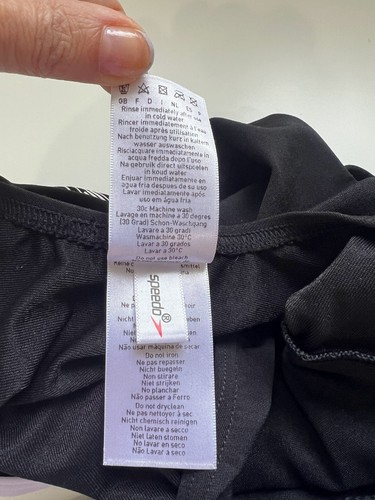 GB F D I NL ES P
Rinse immediately after use
in cold water
Rincer immédiatement à l'eau
froide après utilisation
Nach benutzung kurz in kaltem
wasser auswaschen
Risciacquare immediatamente in
acqua fredda dopo l'uso
Na gebruik direct uitspoelen
in koud water
Enjuar immediatamente en
agua fria despues de su uso
Lavar imediatamente após uso
em água fria
30c Machine wash
Lavage en machine a 30 degres
(30 Grad) Schon-Waschgang
Lavare a 30 gradi
Wasmachine 30°C
Lavar a 30 grados
Lavar a 30°C
Do not use bleach
speedo®
Não usar máquina de secar
Do not iron
Ne pas repasser
Nicht buegeln
Non stirare
Niet strijken
No planchar
Não passar a Ferro
Do not dryclean
Ne pas nettoyer à sec
Nicht chemisch reinigen
Non lavare a secco
Niet laten stomen
No lavar en seco
Não Lavar a seco